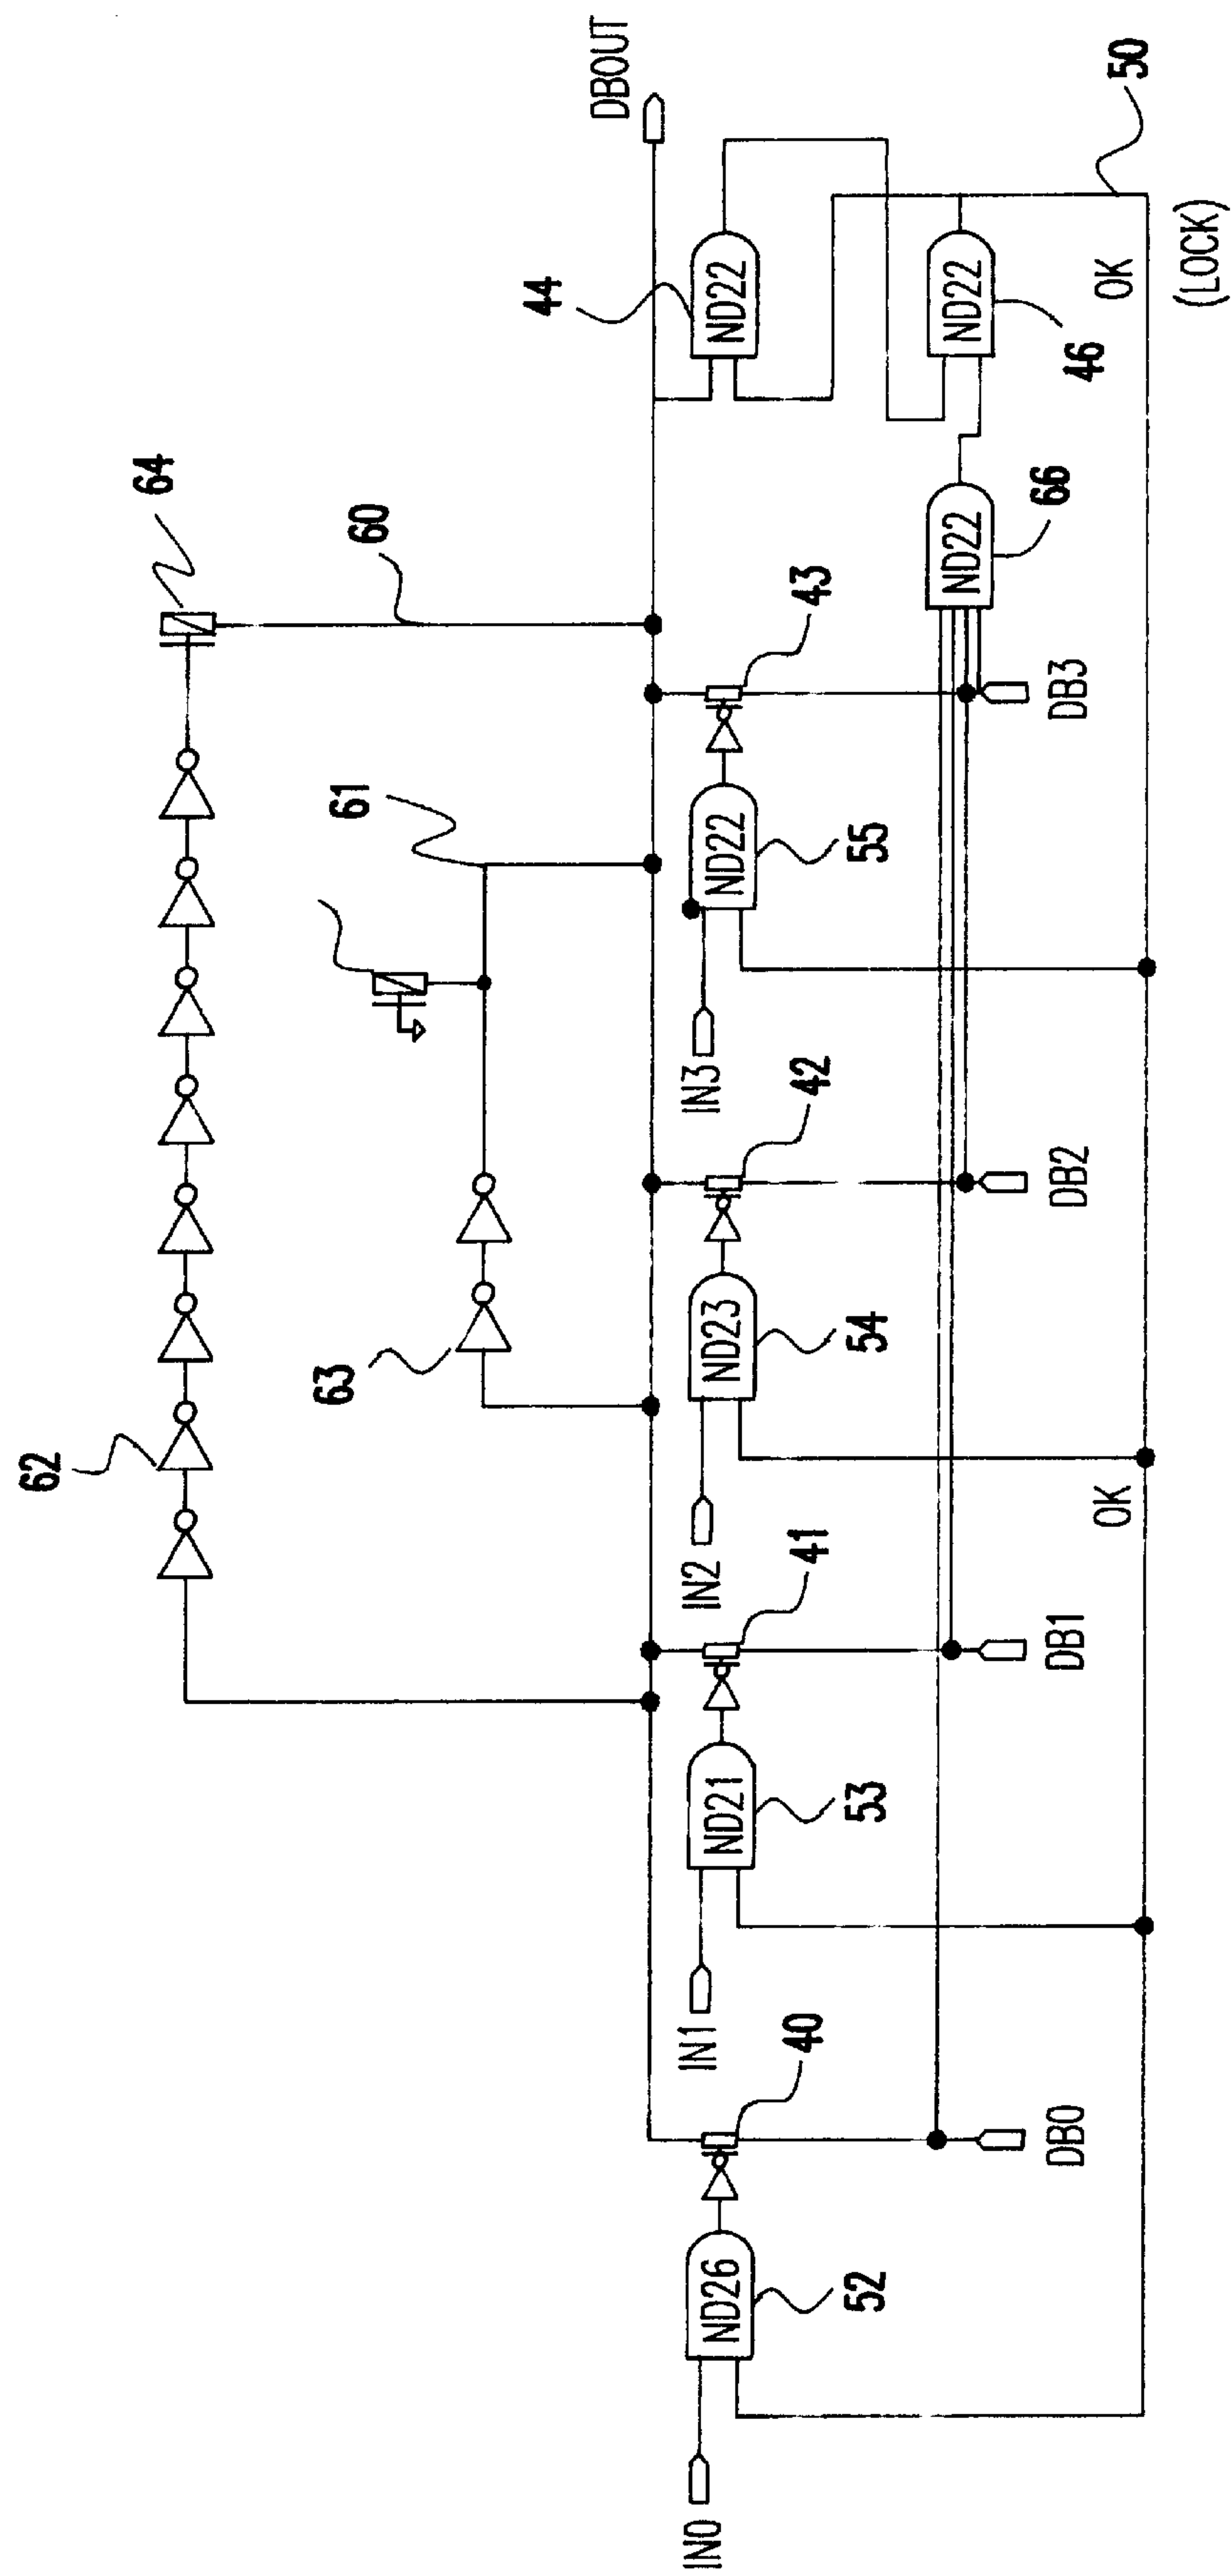 64
62
60
61
63
DBOUT
44
ND22
43
ND22
55
IN3
42
ND23
54
IN2
41
ND21
53
IN1
40
ND26
52
IN0
ND22
46
ND22
66
DB3
DB2
DB1
DB0
OK
OK
50
(LOCK)